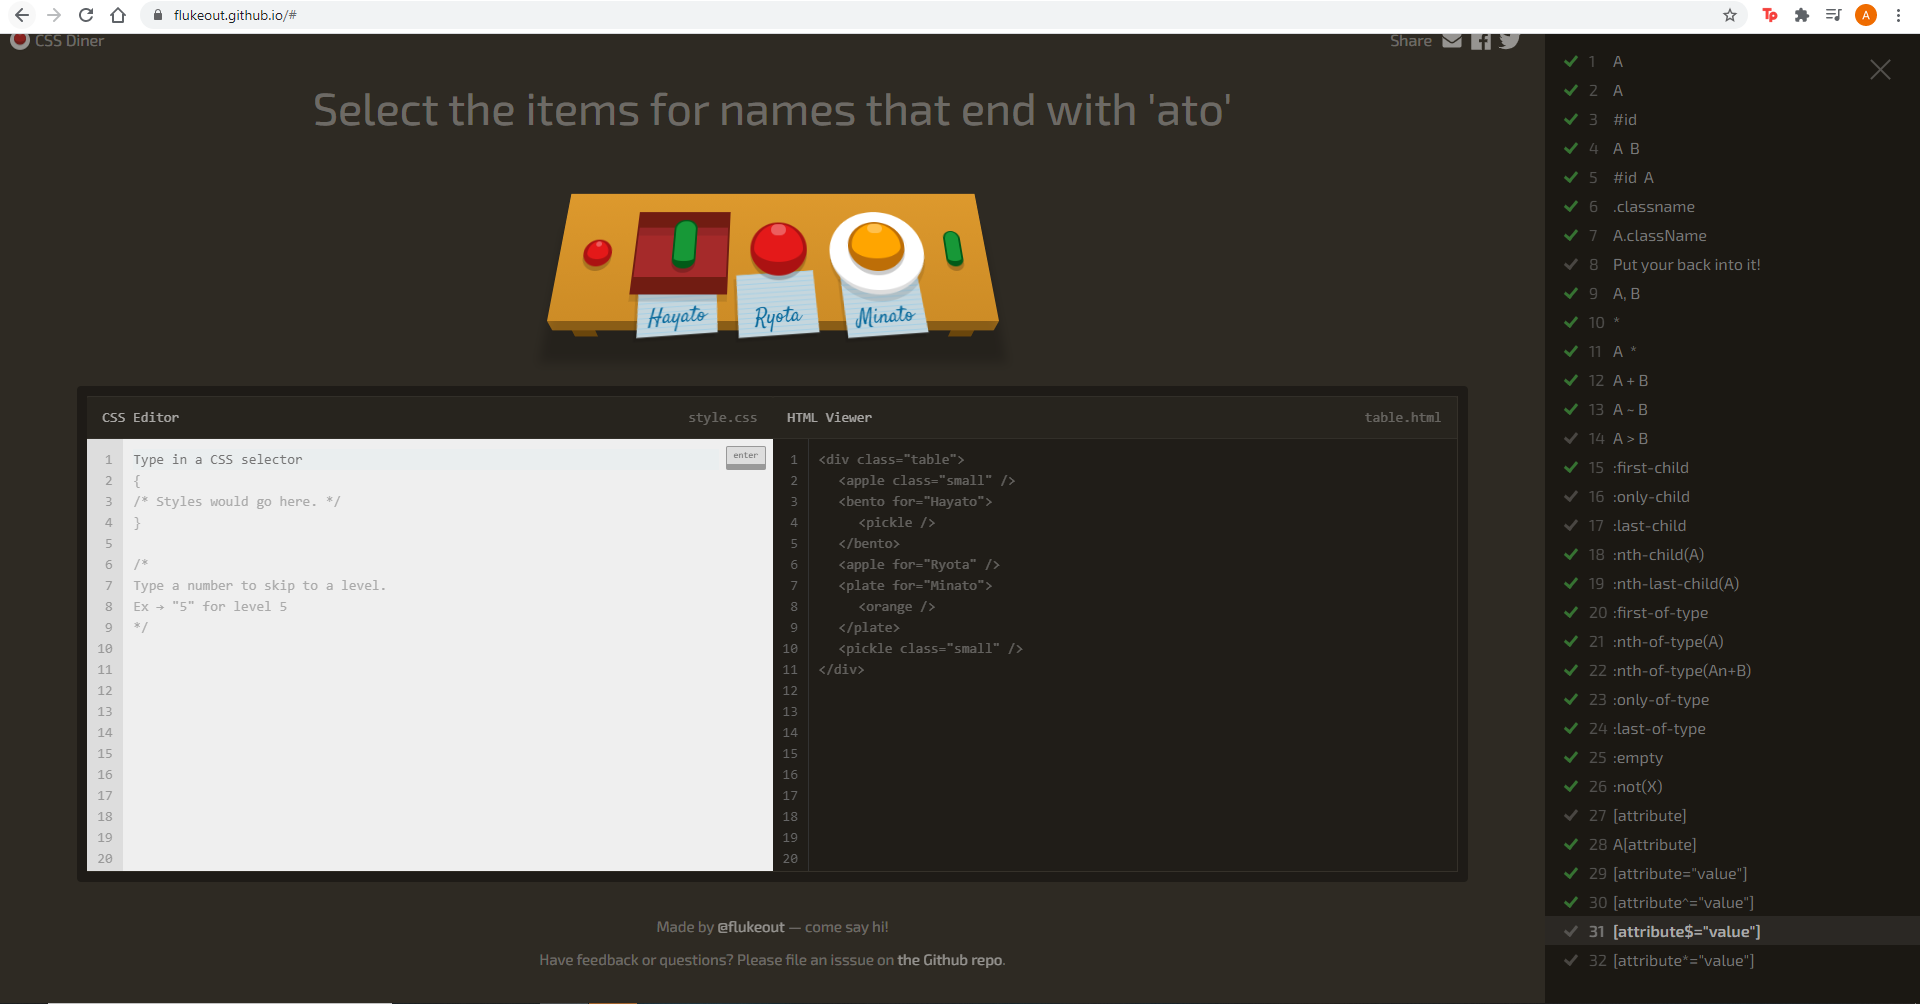 flukeout.github.io/#
A
CSS Diner
Share
Select the items for names that end with 'ato'
Hayato
Ryota
Minato
CSS Editor
style.css
1 Type in a CSS selector
enter
2 {
3 /* Styles would go here. */
4 }
5
6 /*
7 Type a number to skip to a level.
8 Ex → "5" for level 5
9 */
10
11
12
13
14
15
16
17
18
19
20
HTML Viewer
table.html
1 <div class="table">
2 <apple class="small" />
3 <bento for="Hayato">
4 <pickle />
5 </bento>
6 <apple for="Ryota" />
7 <plate for="Minato">
8 <orange />
9 </plate>
10 <pickle class="small" />
11 </div>
12
13
14
15
16
17
18
19
20
Made by @flukeout — come say hi!
Have feedback or questions? Please file an isssue on the Github repo.
1 A
2 A
3 #id
4 A B
5 #id A
6 .classname
7 A.className
8 Put your back into it!
9 A, B
10 *
11 A *
12 A + B
13 A ~ B
14 A > B
15 :first-child
16 :only-child
17 :last-child
18 :nth-child(A)
19 :nth-last-child(A)
20 :first-of-type
21 :nth-of-type(A)
22 :nth-of-type(An+B)
23 :only-of-type
24 :last-of-type
25 :empty
26 :not(X)
27 [attribute]
28 A[attribute]
29 [attribute="value"]
30 [attribute^="value"]
31 [attribute$="value"]
32 [attribute*="value"]